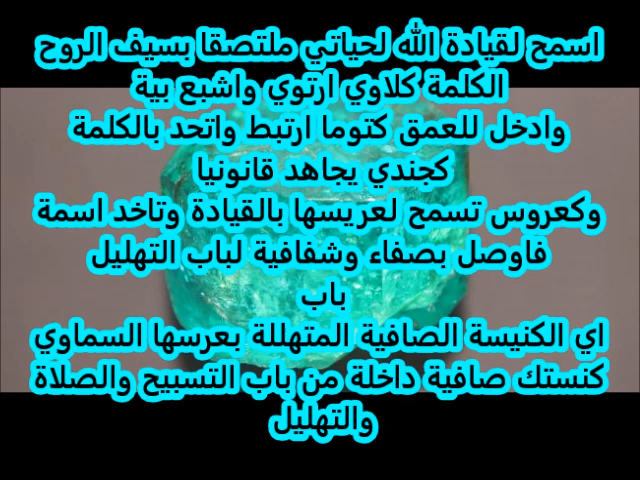 اسمح لقيادة الله لحياتي ملتصقا بسيف الروح
الكلمة كلاوي ارتوي واشبع بية
وادخل للعمق كتوما ارتبط واتحد بالكلمة
كجندي يجاهد قانونيا
وكعروس تسمح لعريسها بالقيادة وتاخد اسمة
فاوصل بصفاء وشفافية لباب التهليل
باب
اي الكنيسة الصافية المتهللة بعرسها السماوي
كنستك صافية داخلة من باب التسبيح والصلاة
والتهليل